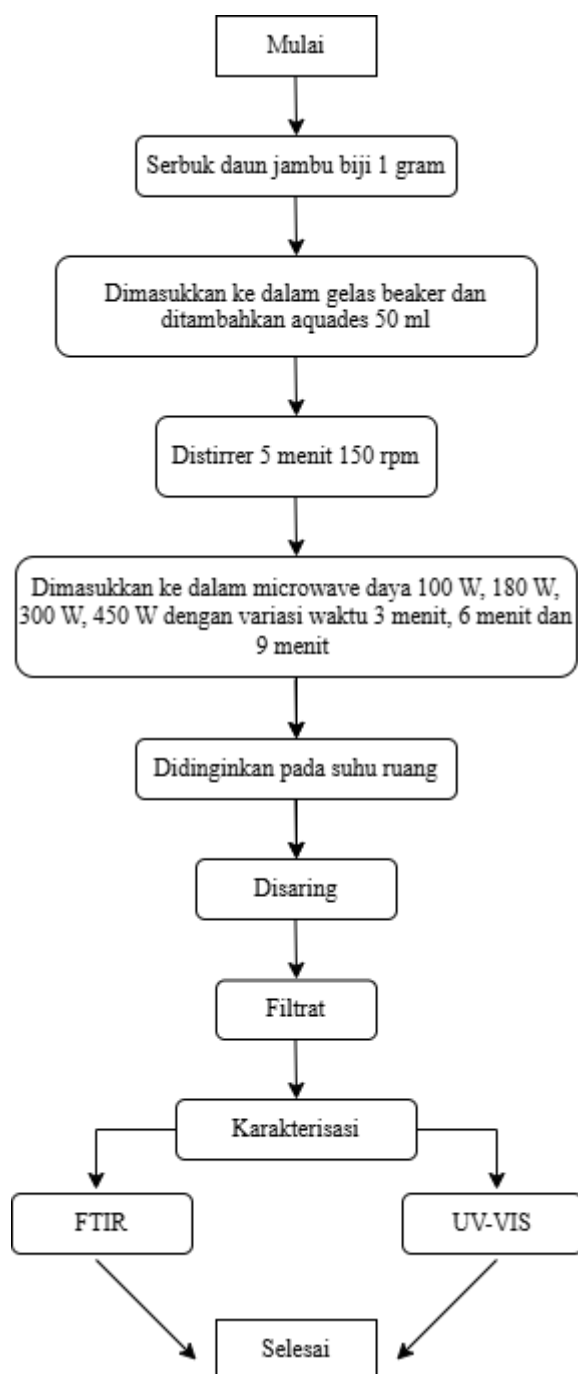 Mulai
Serbuk daun jambu biji 1 gram
Dimasukkan ke dalam gelas beaker dan
ditambahkan aquades 50 ml
Distirrer 5 menit 150 rpm
Dimasukkan ke dalam microwave daya 100 W, 180 W,
300 W, 450 W dengan variasi waktu 3 menit, 6 menit dan
9 menit
Didinginkan pada suhu ruang
Disaring
Filtrat
Karakterisasi
FTIR
UV-VIS
Selesai